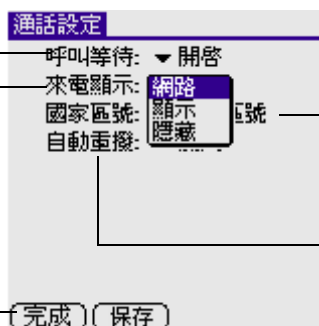 通話設定
呼叫等待: 開啓
來電顯示: 網路
國家區號: 顯示 區號
自動重撥: 隱藏
完成 保存